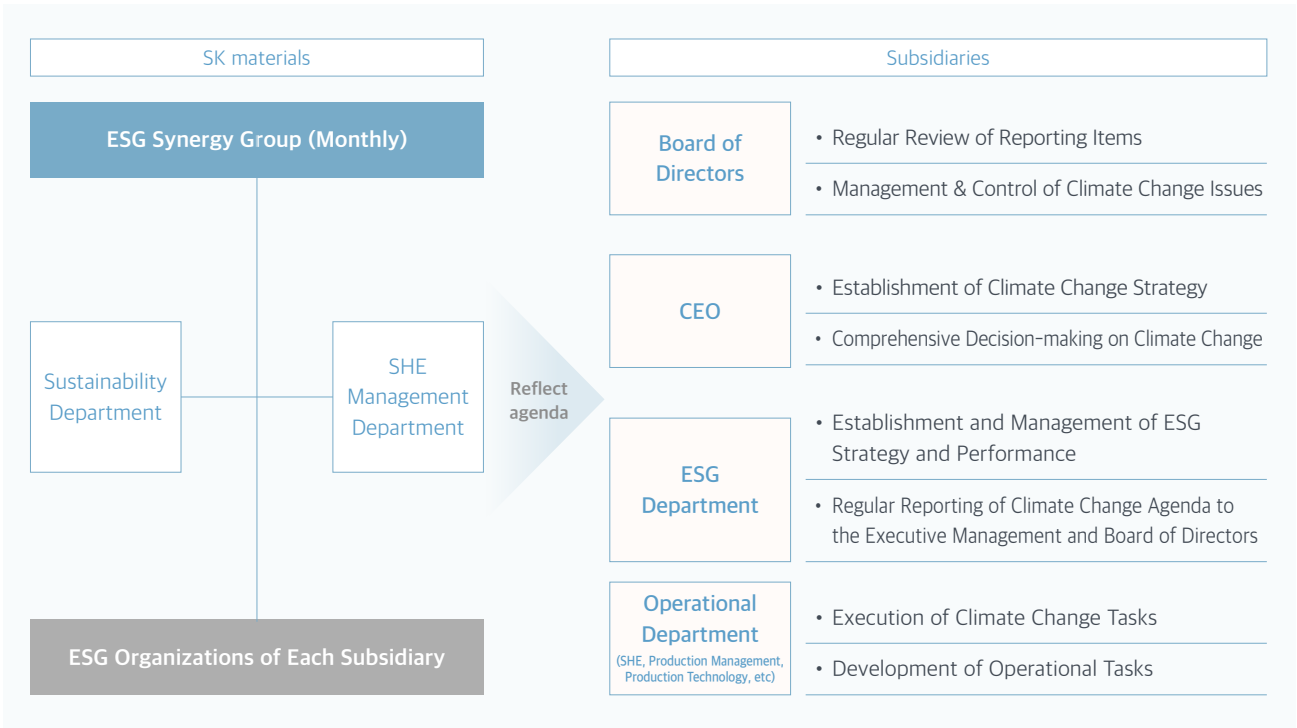 SK materials
ESG Synergy Group (Monthly)
Sustainability
Department
SHE
Management
Department
ESG Organizations of Each Subsidiary
Reflect
agenda
Subsidiaries
Board of
Directors
• Regular Review of Reporting Items
• Management & Control of Climate Change Issues
CEO
• Establishment of Climate Change Strategy
• Comprehensive Decision-making on Climate Change
ESG
Department
• Establishment and Management of ESG
Strategy and Performance
• Regular Reporting of Climate Change Agenda to
the Executive Management and Board of Directors
Operational
Department
(SHE, Production Management,
Production Technology, etc)
• Execution of Climate Change Tasks
• Development of Operational Tasks